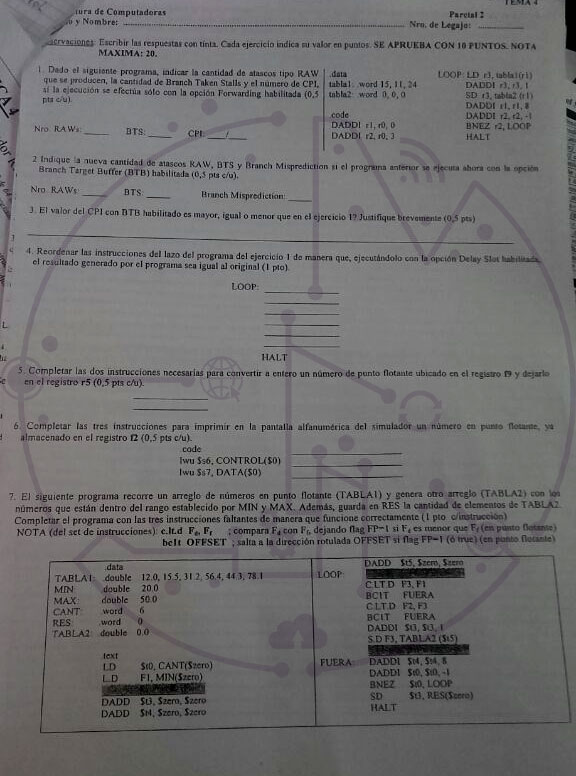 TEMA 4
tura de Computadoras
Parcial 2
y Nombre:
Nro. de Legajo:
Observaciones: Escribir las respuestas con tinta. Cada ejercicio indica su valor en puntos. SE APRUEBA CON 10 PUNTOS. NOTA
MAXIMA: 20.
1. Dado el siguiente programa, indicar la cantidad de atascos tipo RAW
que se producen, la cantidad de Branch Taken Stalls y el número de CPI,
si la ejecución se efectúa sólo con la opción Forwarding habilitada (0,5
pts c/u).
Nro. RAWs: BTS: CPI: /
.data
tabla1: .word 15, 11, 24
tabla2: .word 0, 0, 0
.code
DADDI r1, r0, 0
DADDI r2, r0, 3
LOOP: LD r3, tabla1(r1)
DADDI r3, r3, 1
SD r3, tabla2 (r1)
DADDI r1, r1, 8
DADDI r2, r2, -1
BNEZ r2, LOOP
HALT
2 Indique la nueva cantidad de atascos RAW, BTS y Branch Misprediction si el programa anterior se ejecuta ahora con la opción
Branch Target Buffer (BTB) habilitada (0,5 pts c/u).
Nro. RAWs: BTS: Branch Misprediction:
3. El valor del CPI con BTB habilitado es mayor, igual o menor que en el ejercicio 1? Justifique brevemente (0,5 pts)
4. Reordenar las instrucciones del lazo del programa del ejercicio 1 de manera que, ejecutándolo con la opción Delay Slot habilitada,
el resultado generado por el programa sea igual al original (1 pto).
LOOP:
HALT
5. Completar las dos instrucciones necesarias para convertir a entero un número de punto flotante ubicado en el registro f9 y dejarlo
en el registro r5 (0,5 pts c/u).
6. Completar las tres instrucciones para imprimir en la pantalla alfanumérica del simulador un número en punto flotante, ya
almacenado en el registro f2 (0,5 pts c/u).
code
lwu $s6, CONTROL($0)
lwu $s7, DATA($0)
7. El siguiente programa recorre un arreglo de números en punto flotante (TABLA1) y genera otro arreglo (TABLA2) con los
números que están dentro del rango establecido por MIN y MAX. Además, guarda en RES la cantidad de elementos de TABLA2.
Completar el programa con las tres instrucciones faltantes de manera que funcione correctamente (1 pto c/instrucción)
NOTA (del set de instrucciones): c.lt.d Fd, Ff ; compara Fd con Ff, dejando flag FP=1 si Fd es menor que Ff (en punto flotante)
bc1t OFFSET ; salta a la dirección rotulada OFFSET si flag FP=1 (ó true) (en punto flotante)
.data
TABLA1: .double 12.0, 15.5, 31.2, 56.4, 44.3, 78.1
MIN: .double 20.0
MAX: .double 50.0
CANT: .word 6
RES: .word 0
TABLA2: .double 0.0
.text
LD $t0, CANT($zero)
L.D F1, MIN($zero)
DADD $t3, $zero, $zero
DADD $t4, $zero, $zero
DADD $t5, $zero, $zero
LOOP:
C.LT.D F3, F1
BC1T FUERA
C.LT.D F2, F3
BC1T FUERA
DADDI $t3, $t3, 1
S.D F3, TABLA2 ($t5)
FUERA: DADDI $t4, $t4, 8
DADDI $t0, $t0, -1
BNEZ $t0, LOOP
SD $t3, RES($zero)
HALT